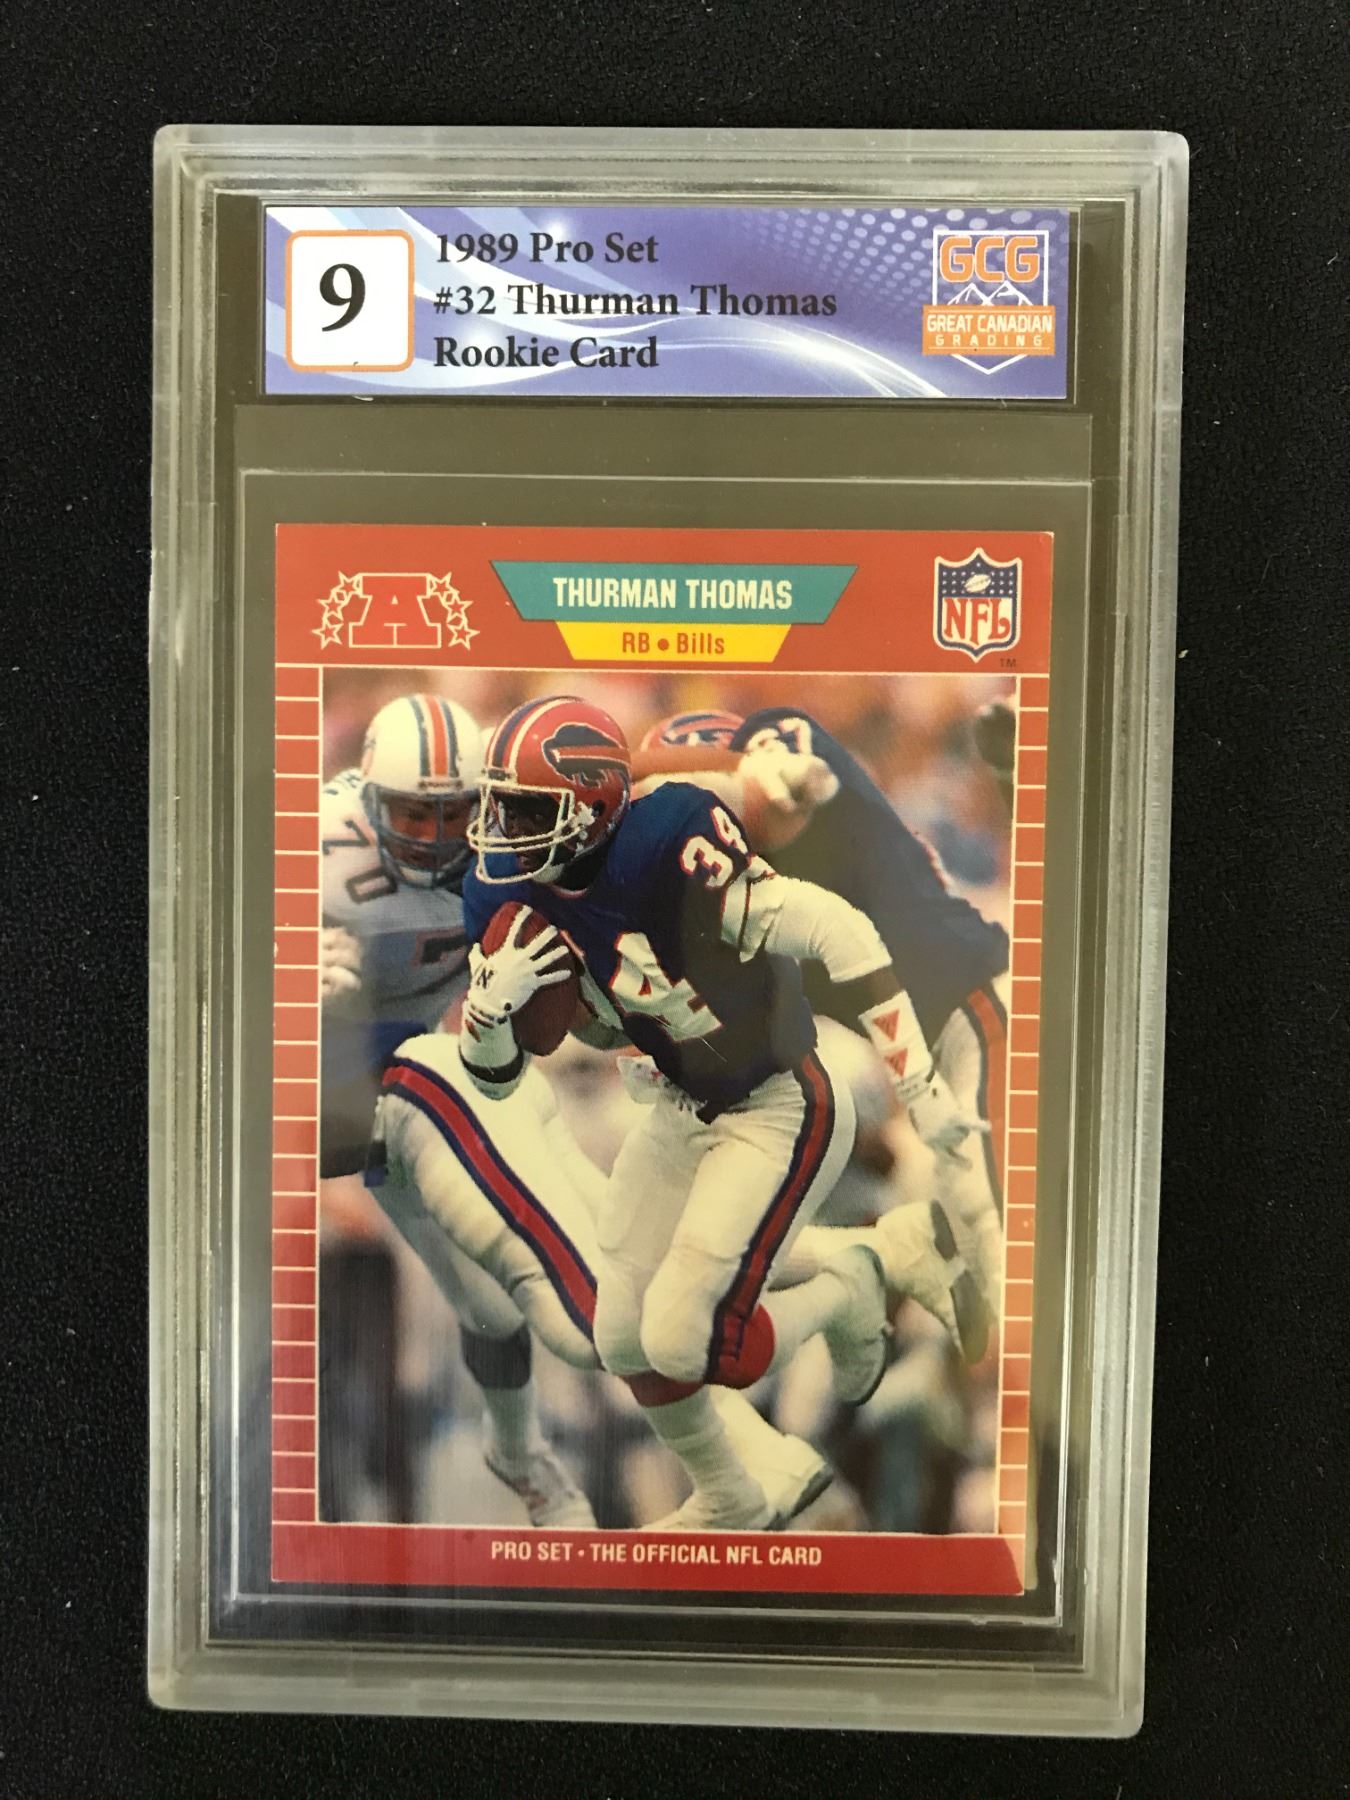 9
1989 Pro Set
#32 Thurman Thomas
Rookie Card
GCG
GREAT CANADIAN
GRADING
A
THURMAN THOMAS
RB • Bills
NFL
TM
70
34
34
N
PRO SET • THE OFFICIAL NFL CARD